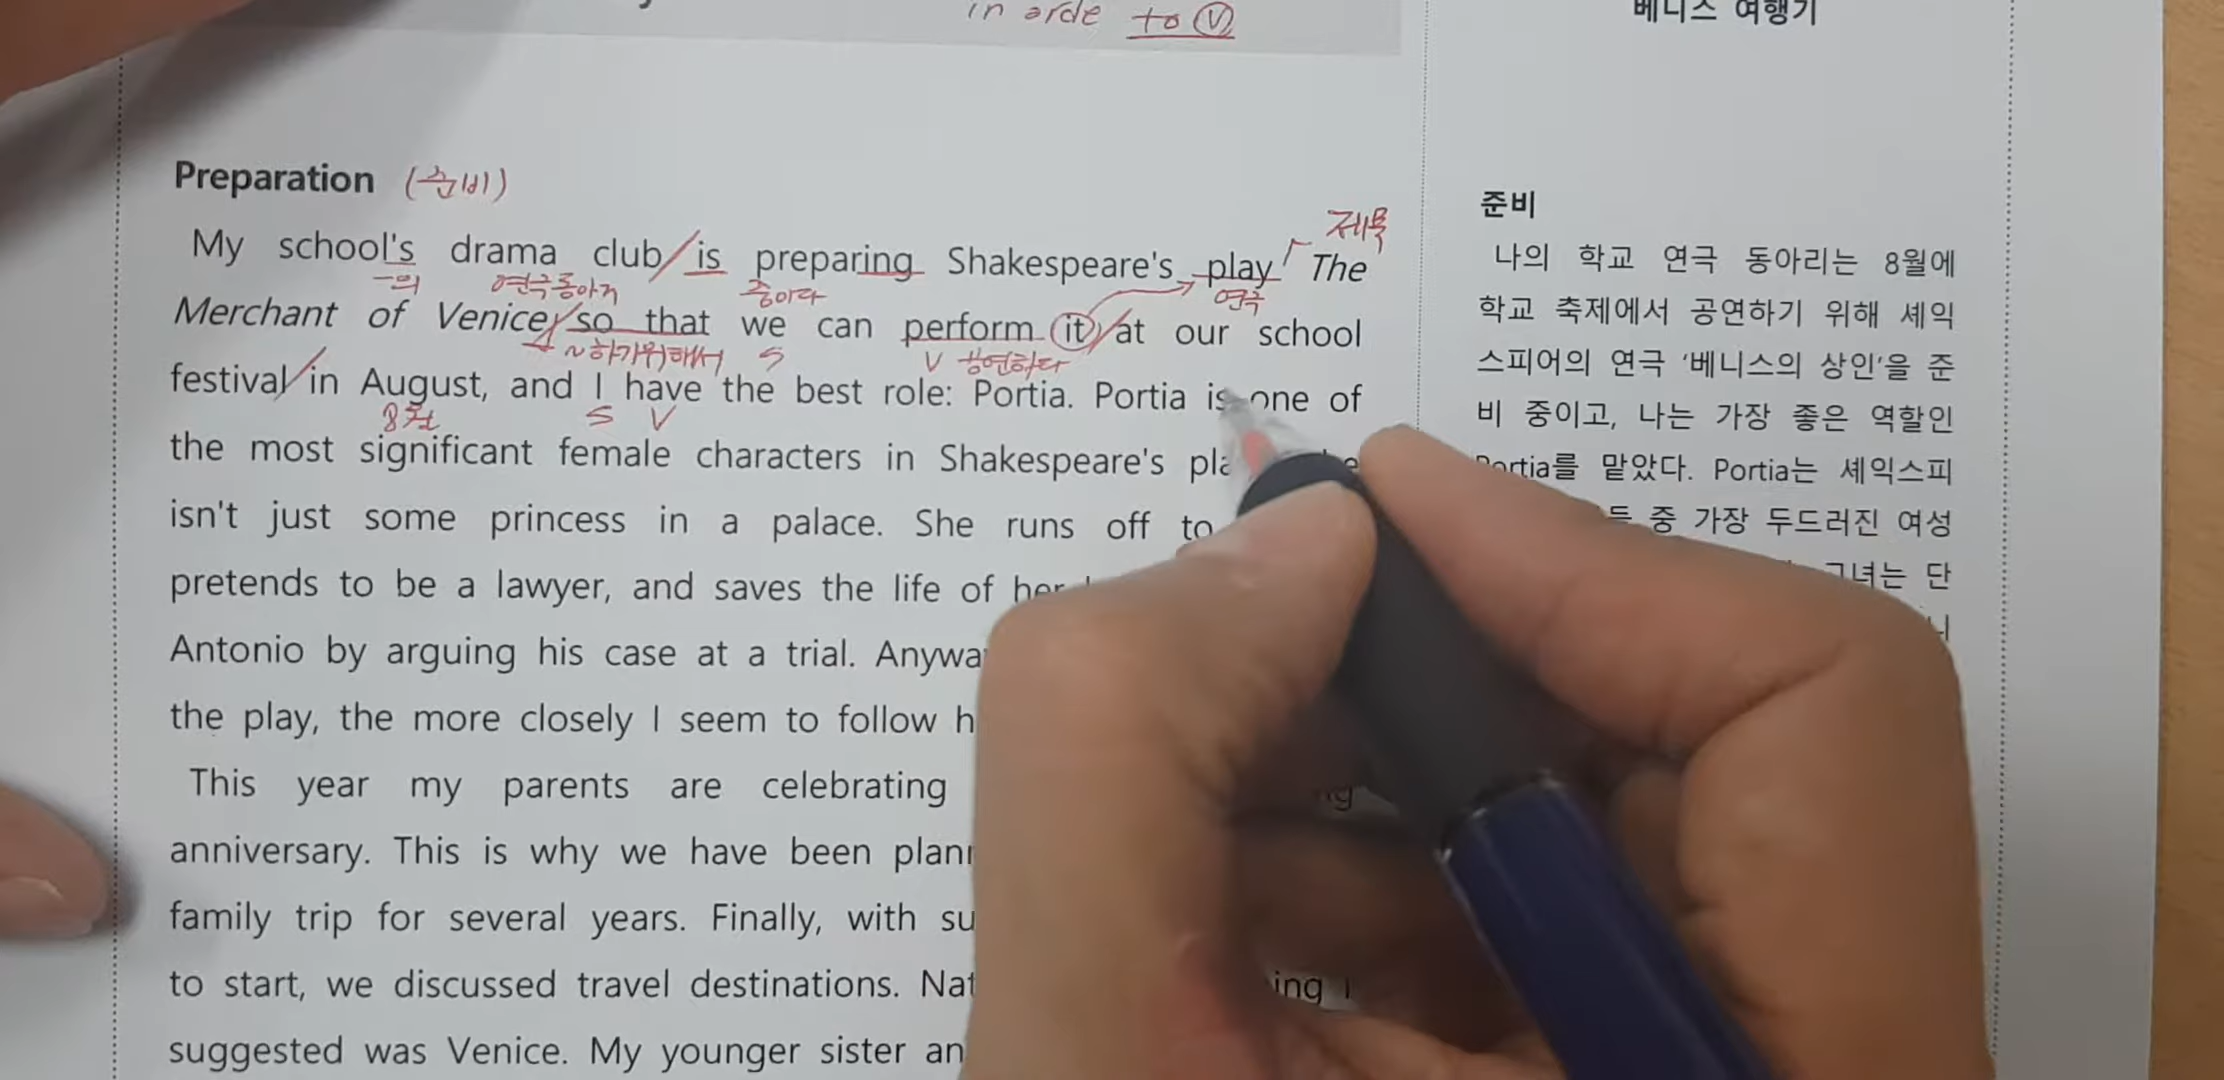 in orde to Ⓥ
베니스 여행기
Preparation (준비)
제목
My school's drama club/is preparing Shakespeare's play「The
~의 연극동아리 중이다 연극
Merchant of Venice/so that we can perform it/at our school
~하기위해서 S V 공연하다
festival/in August, and I have the best role: Portia. Portia is one of
8월 S V
the most significant female characters in Shakespeare's
isn't just some princess in a palace. She runs off to
pretends to be a lawyer, and saves the life of her
Antonio by arguing his case at a trial.
the play, the more closely I seem to follow
This year my parents are celebrating
anniversary. This is why we have been
family trip for several years. Finally, with
to start, we discussed travel destinations.
suggested was Venice. My younger sister
준비
나의 학교 연극 동아리는 8월에
학교 축제에서 공연하기 위해 셰익
스피어의 연극 '베니스의 상인'을 준
비 중이고, 나는 가장 좋은 역할인
Portia를 맡았다. Portia는 셰익스피
중 가장 두드러진 여성
그녀는 단